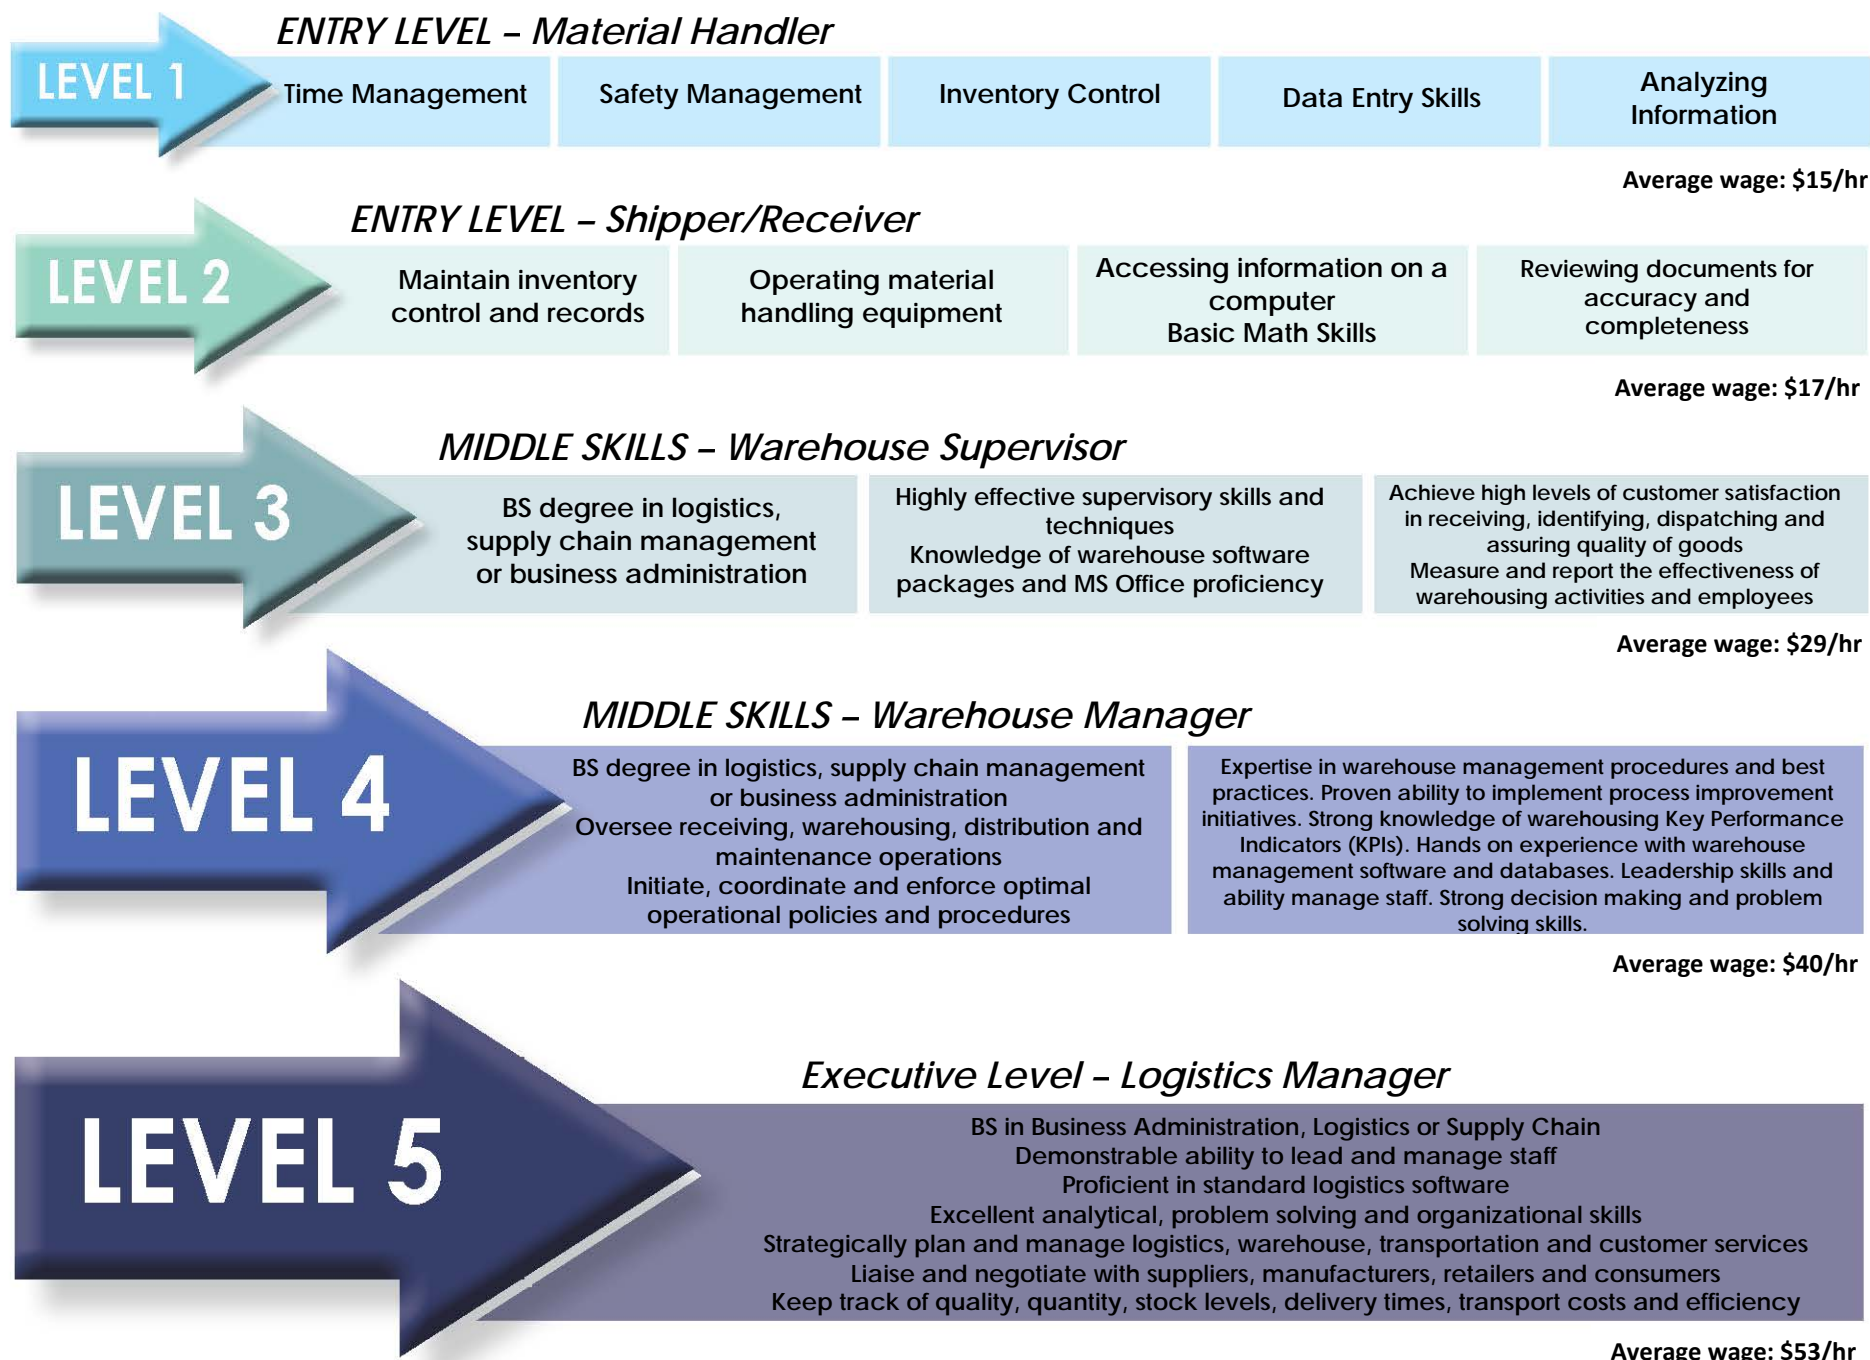 ENTRY LEVEL – Material Handler
LEVEL 1
Time Management
Safety Management
Inventory Control
Data Entry Skills
Analyzing
Information
Average wage: $15/hr
ENTRY LEVEL – Shipper/Receiver
LEVEL 2
Maintain inventory
control and records
Operating material
handling equipment
Accessing information on a
computer
Basic Math Skills
Reviewing documents for
accuracy and
completeness
Average wage: $17/hr
MIDDLE SKILLS – Warehouse Supervisor
LEVEL 3
BS degree in logistics,
supply chain management
or business administration
Highly effective supervisory skills and
techniques
Knowledge of warehouse software
packages and MS Office proficiency
Achieve high levels of customer satisfaction
in receiving, identifying, dispatching and
assuring quality of goods
Measure and report the effectiveness of
warehousing activities and employees
Average wage: $29/hr
MIDDLE SKILLS – Warehouse Manager
LEVEL 4
BS degree in logistics, supply chain management
or business administration
Oversee receiving, warehousing, distribution and
maintenance operations
Initiate, coordinate and enforce optimal
operational policies and procedures
Expertise in warehouse management procedures and best
practices. Proven ability to implement process improvement
initiatives. Strong knowledge of warehousing Key Performance
Indicators (KPIs). Hands on experience with warehouse
management software and databases. Leadership skills and
ability manage staff. Strong decision making and problem
solving skills.
Average wage: $40/hr
Executive Level – Logistics Manager
LEVEL 5
BS in Business Administration, Logistics or Supply Chain
Demonstrable ability to lead and manage staff
Proficient in standard logistics software
Excellent analytical, problem solving and organizational skills
Strategically plan and manage logistics, warehouse, transportation and customer services
Liaise and negotiate with suppliers, manufacturers, retailers and consumers
Keep track of quality, quantity, stock levels, delivery times, transport costs and efficiency
Average wage: $53/hr